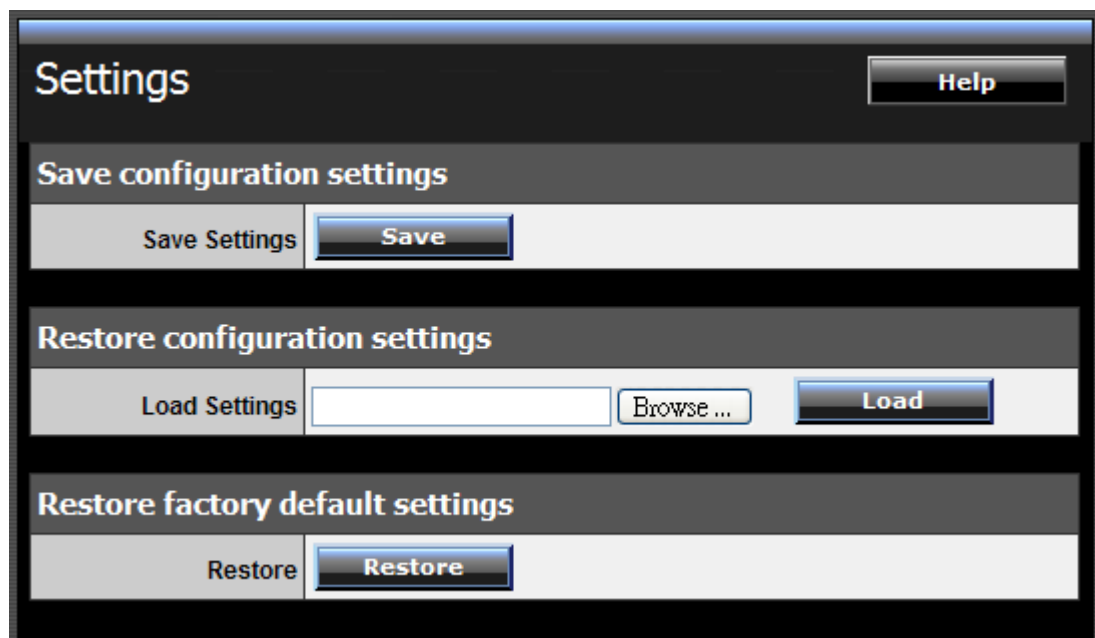 Settings
Help
Save configuration settings
Save Settings
Save
Restore configuration settings
Load Settings
Browse ...
Load
Restore factory default settings
Restore
Restore